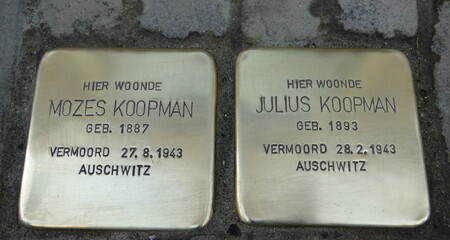 HIER WOONDE
MOZES KOOPMAN
GEB. 1887
VERMOORD 27.8.1943
AUSCHWITZ
HIER WOONDE
JULIUS KOOPMAN
GEB. 1893
VERMOORD 28.2.1943
AUSCHWITZ